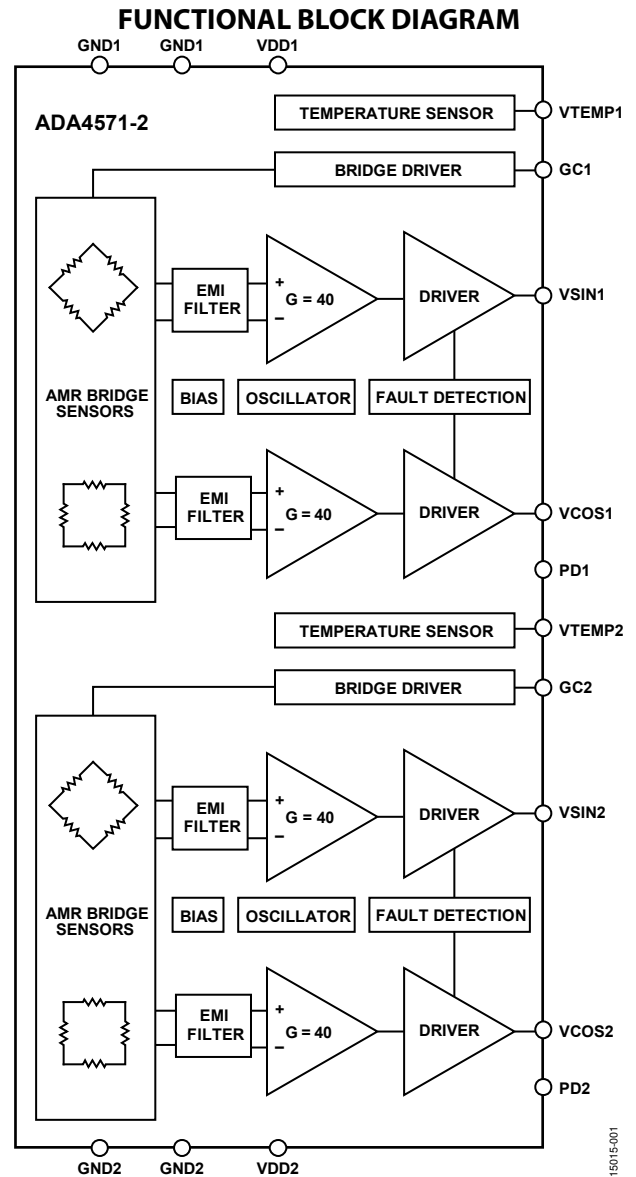 FUNCTIONAL BLOCK DIAGRAM
GND1 GND1 VDD1
ADA4571-2
TEMPERATURE SENSOR
VTEMP1
BRIDGE DRIVER
GC1
EMI
FILTER
+
G = 40
–
DRIVER
VSIN1
AMR BRIDGE
SENSORS
BIAS
OSCILLATOR
FAULT DETECTION
EMI
FILTER
+
G = 40
–
DRIVER
VCOS1
PD1
TEMPERATURE SENSOR
VTEMP2
BRIDGE DRIVER
GC2
EMI
FILTER
+
G = 40
–
DRIVER
VSIN2
AMR BRIDGE
SENSORS
BIAS
OSCILLATOR
FAULT DETECTION
EMI
FILTER
+
G = 40
–
DRIVER
VCOS2
PD2
GND2 GND2 VDD2
15015-001